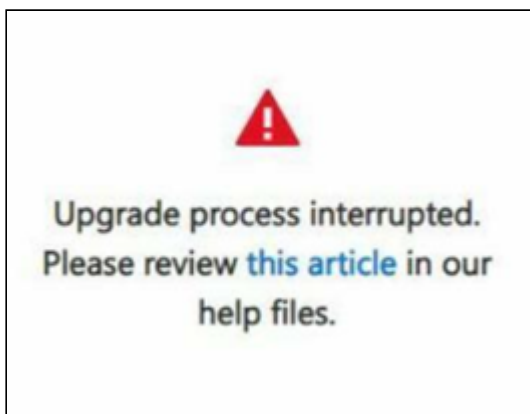 Upgrade process interrupted.
Please review this article in our
help files.